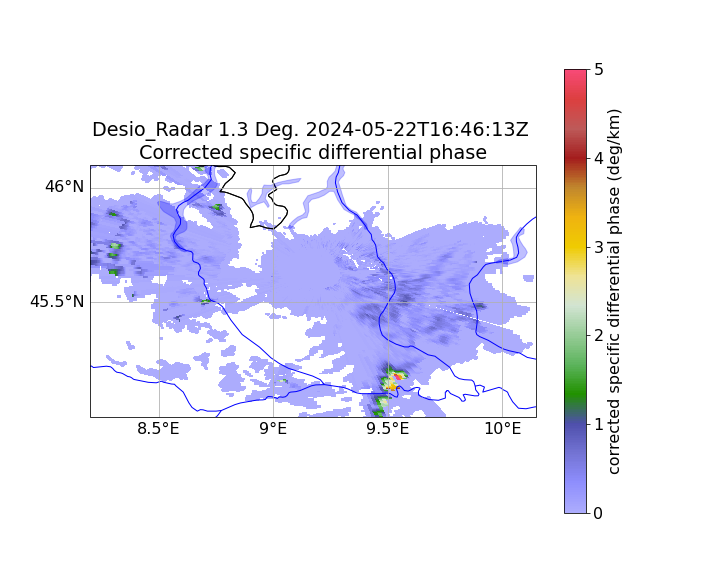 Desio_Radar 1.3 Deg. 2024-05-22T16:46:13Z
Corrected specific differential phase
46°N
45.5°N
8.5°E
9°E
9.5°E
10°E
5
4
3
2
1
0
corrected specific differential phase (deg/km)